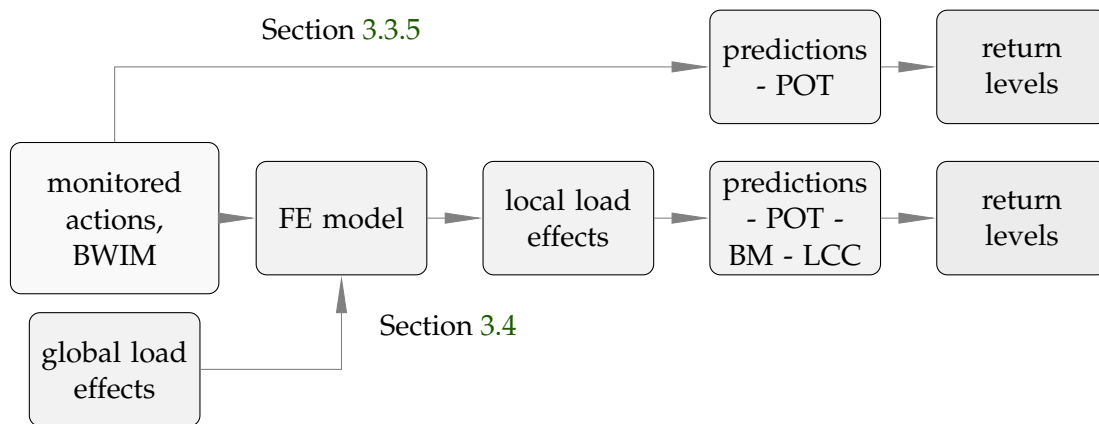 Section 3.3.5
predictions
- POT
return
levels
monitored
actions,
BWIM
FE model
local load
effects
predictions
- POT -
BM - LCC
return
levels
Section 3.4
global load
effects